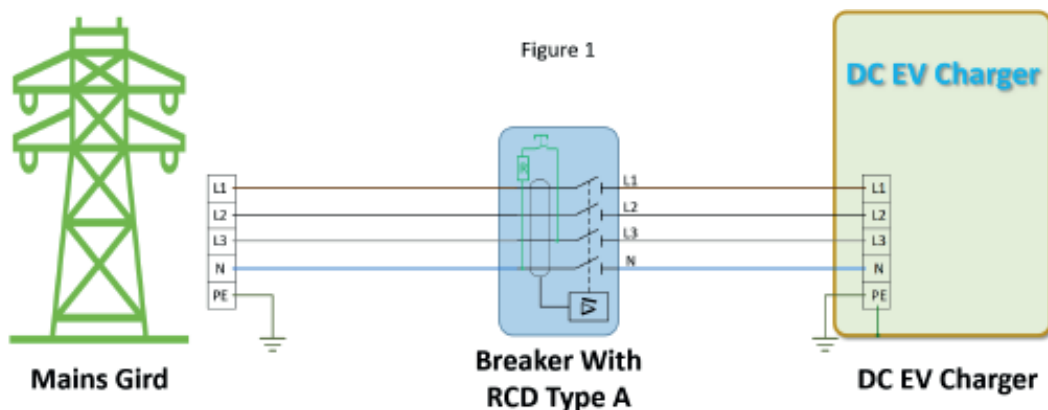 Figure 1
DC EV Charger
L1
L2
L3
N
PE
R
T
L1
L2
L3
N
L1
L2
L3
N
PE
Mains Gird
Breaker With
RCD Type A
DC EV Charger